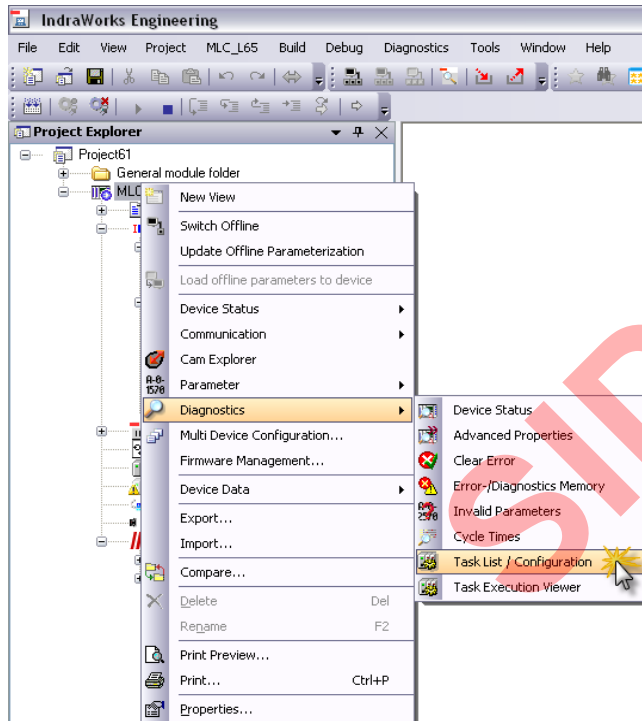 IndraWorks Engineering
File Edit View Project MLC_L65 Build Debug Diagnostics Tools Window Help
Project Explorer
Project61
General module folder
MLC
New View
Switch Offline
Update Offline Parameterization
Load offline parameters to device
Device Status
Communication
Cam Explorer
A-0-
1570
Parameter
Diagnostics
Multi Device Configuration...
Firmware Management...
Device Data
Export...
Import...
Compare...
Delete Del
Rename F2
Print Preview...
Print... Ctrl+P
Properties...
Device Status
Advanced Properties
Clear Error
Error-/Diagnostics Memory
Invalid Parameters
Cycle Times
Task List / Configuration
Task Execution Viewer